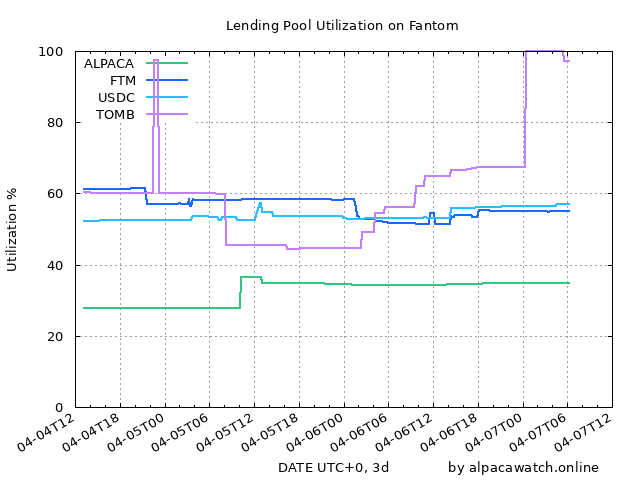 Lending Pool Utilization on Fantom
100
80
60
40
20
0
Utilization %
ALPACA
FTM
USDC
TOMB
04-04T12
04-04T18
04-05T00
04-05T06
04-05T12
04-05T18
04-06T00
04-06T06
04-06T12
04-06T18
04-07T00
04-07T06
04-07T12
DATE UTC+0, 3d
by alpacawatch.online